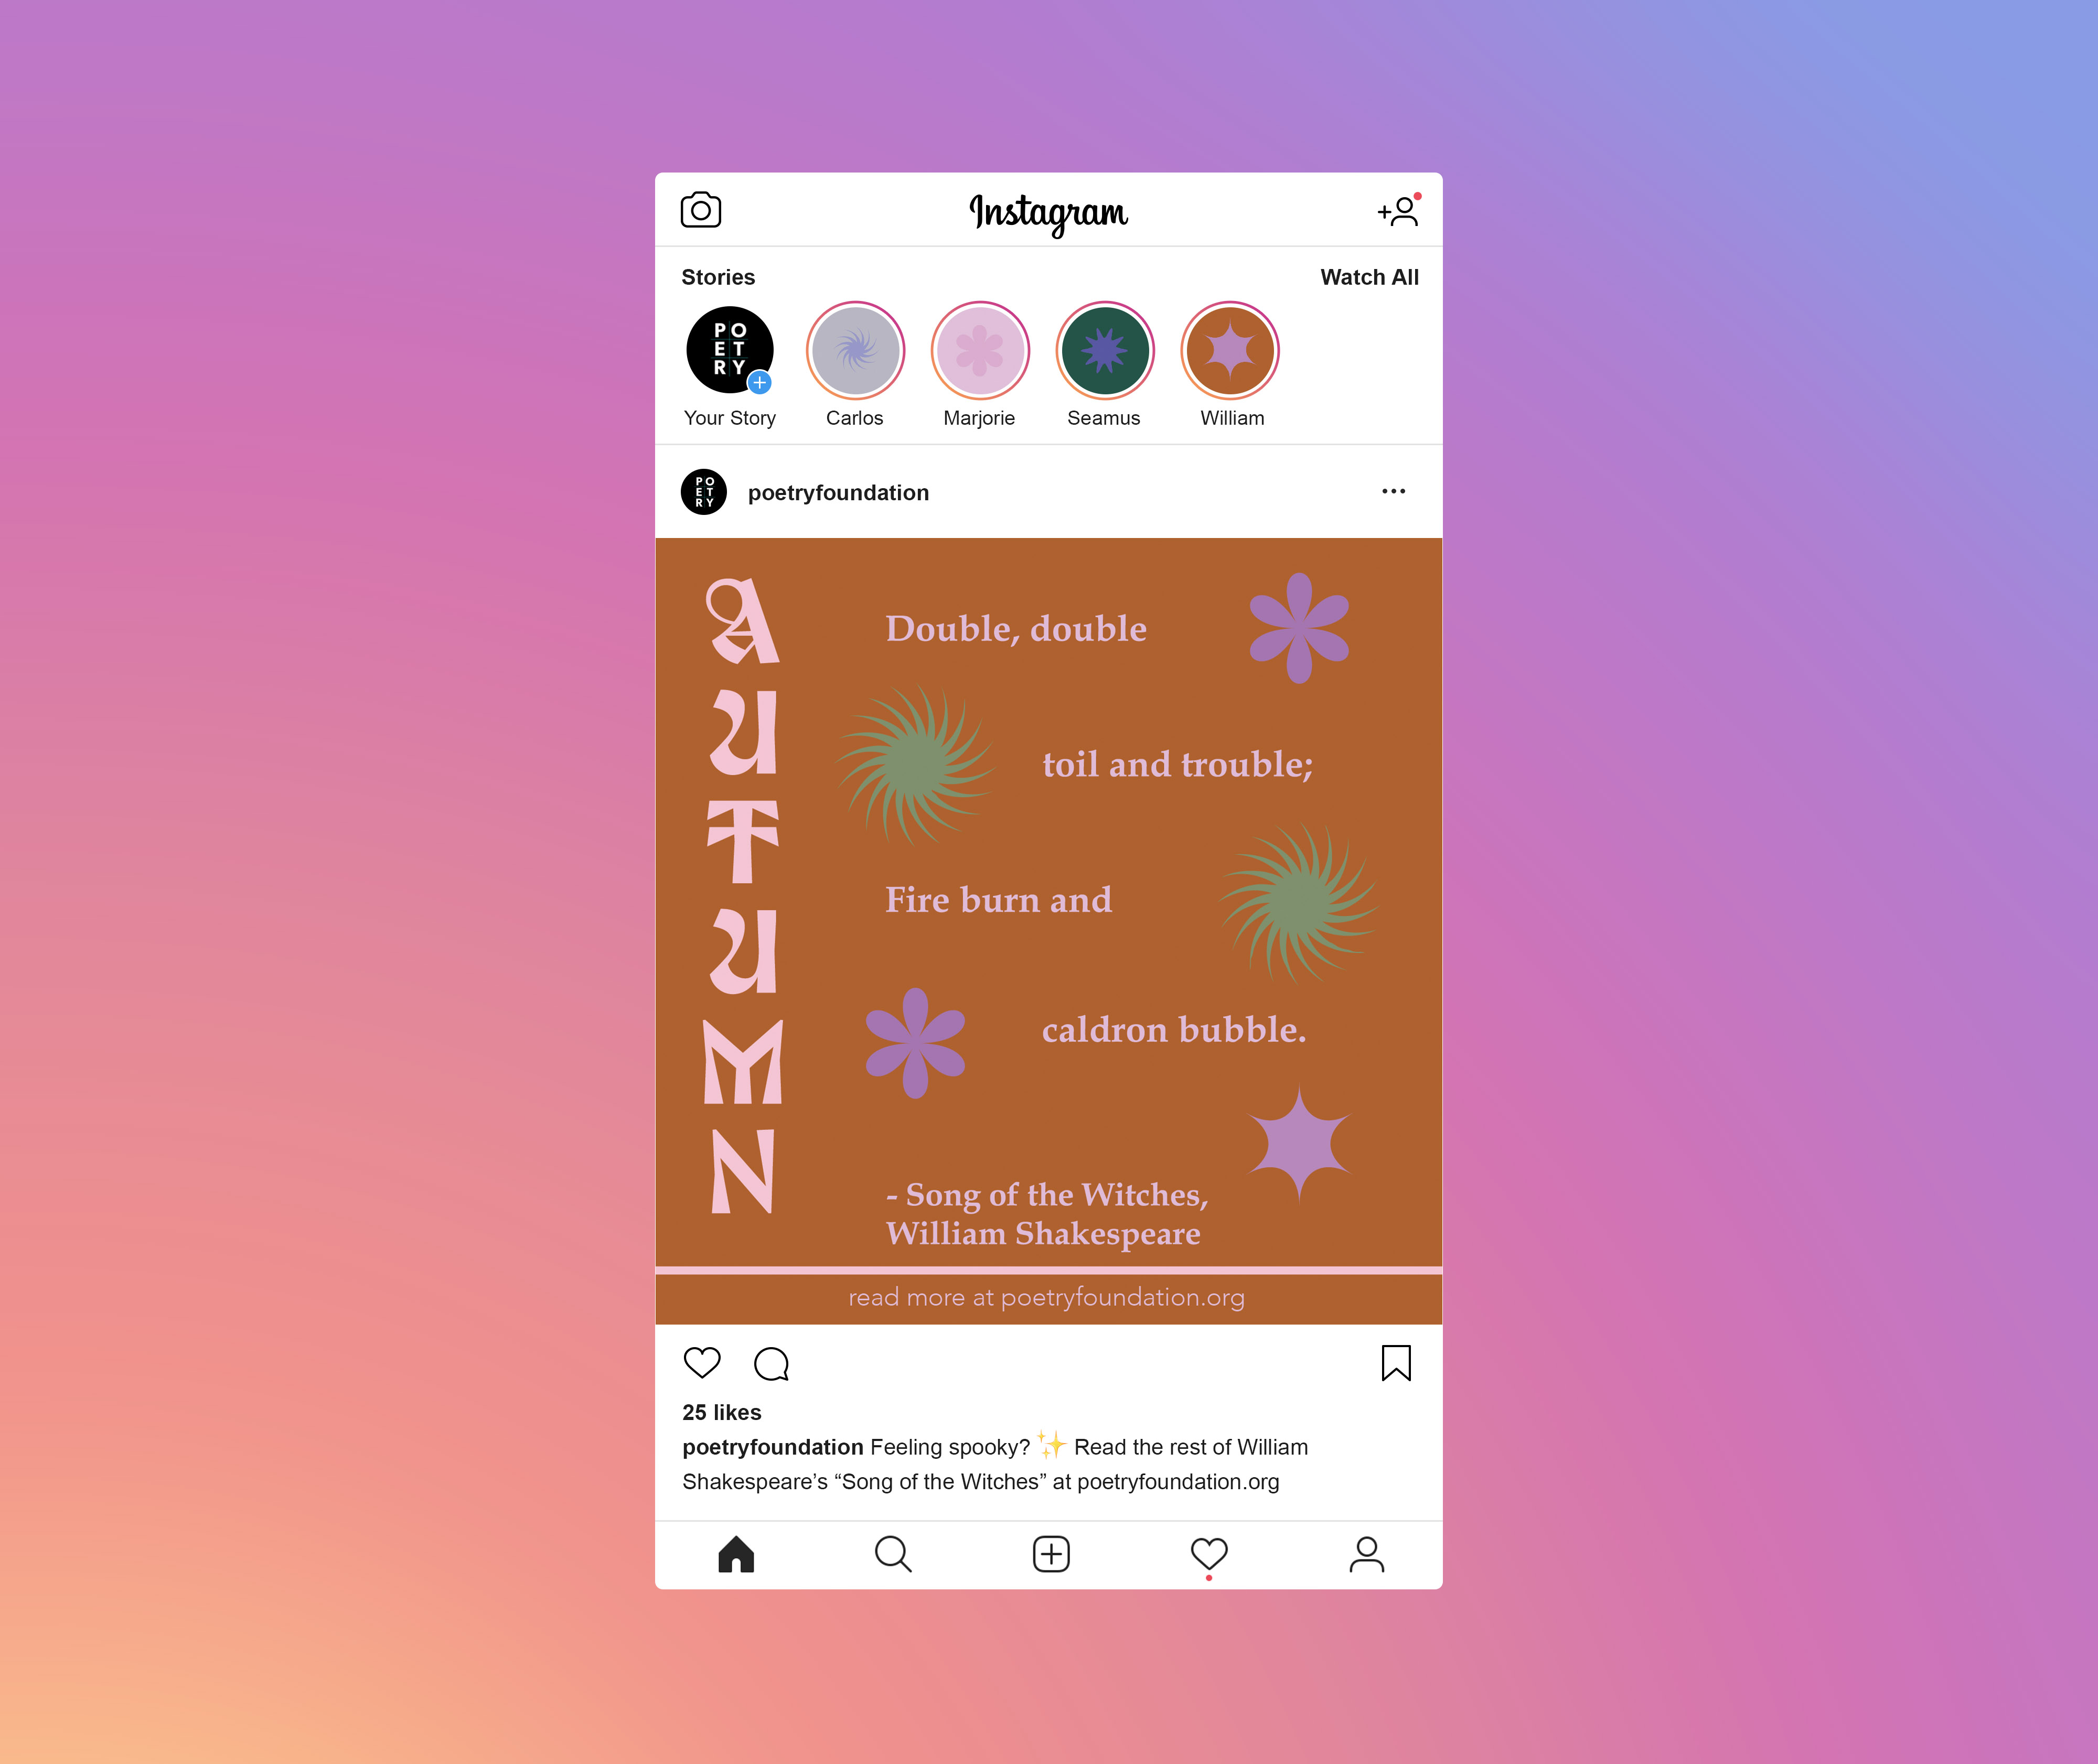 Instagram
Stories
Watch All
PO
ET
RY
Your Story
Carlos
Marjorie
Seamus
William
PO
ET
RY
poetryfoundation
AUTUMN
Double, double
toil and trouble;
Fire burn and
caldron bubble.
- Song of the Witches,
William Shakespeare
read more at poetryfoundation.org
25 likes
poetryfoundation Feeling spooky? ✨ Read the rest of William
Shakespeare’s “Song of the Witches” at poetryfoundation.org